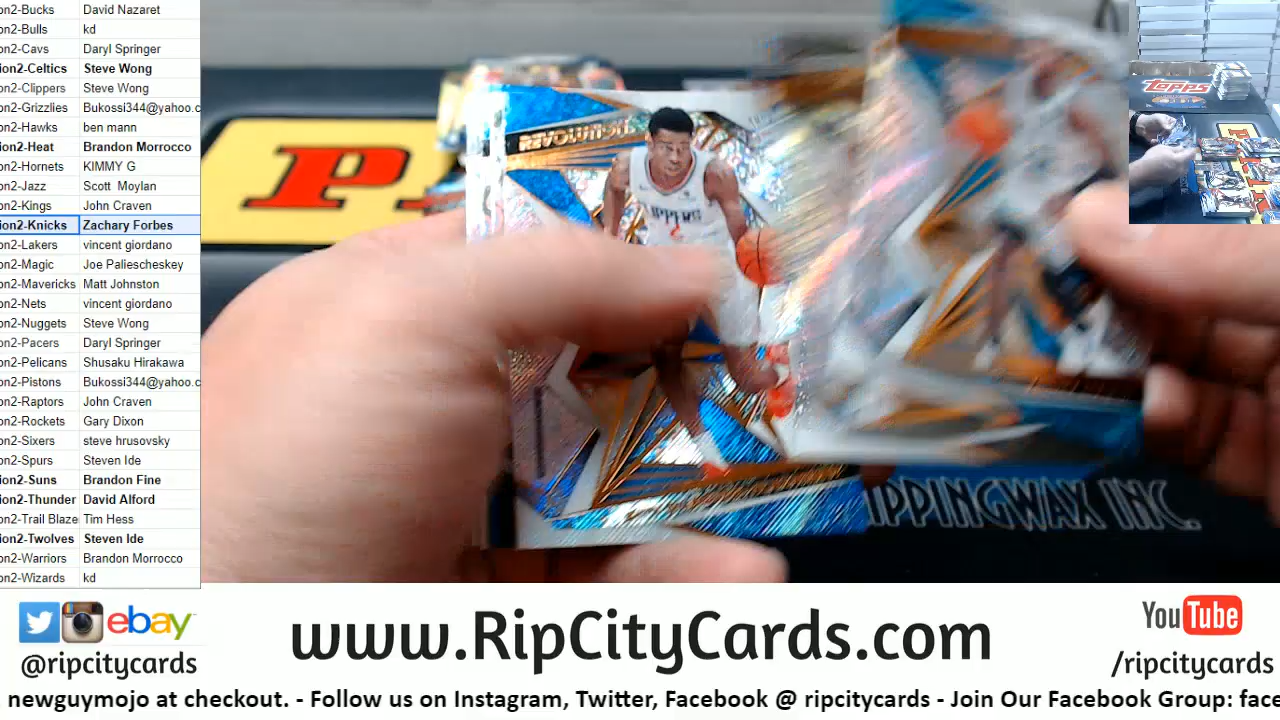 on2-Bucks David Nazaret
on2-Bulls kd
on2-Cavs Daryl Springer
ion2-Celtics Steve Wong
on2-Clippers Steve Wong
on2-Grizzlies Bukossi344@yahoo.c
on2-Hawks ben mann
ion2-Heat Brandon Morrocco
on2-Hornets KIMMY G
on2-Jazz Scott Moylan
on2-Kings John Craven
ion2-Knicks Zachary Forbes
on2-Lakers vincent giordano
on2-Magic Joe Paliescheskey
on2-Mavericks Matt Johnston
on2-Nets vincent giordano
on2-Nuggets Steve Wong
on2-Pacers Daryl Springer
on2-Pelicans Shusaku Hirakawa
on2-Pistons Bukossi344@yahoo.c
on2-Raptors John Craven
on2-Rockets Gary Dixon
on2-Sixers steve hrusovsky
on2-Spurs Steven Ide
ion2-Suns Brandon Fine
ion2-Thunder David Alford
on2-Trail Blaze Tim Hess
ion2-Twolves Steven Ide
on2-Warriors Brandon Morrocco
on2-Wizards kd
REVOLUTION
CLIPPERS
topps
PPINGWAX INC.
ebay
@ripcitycards
www.RipCityCards.com
YouTube
/ripcitycards
newguymojo at checkout. - Follow us on Instagram, Twitter, Facebook @ ripcitycards - Join Our Facebook Group: face